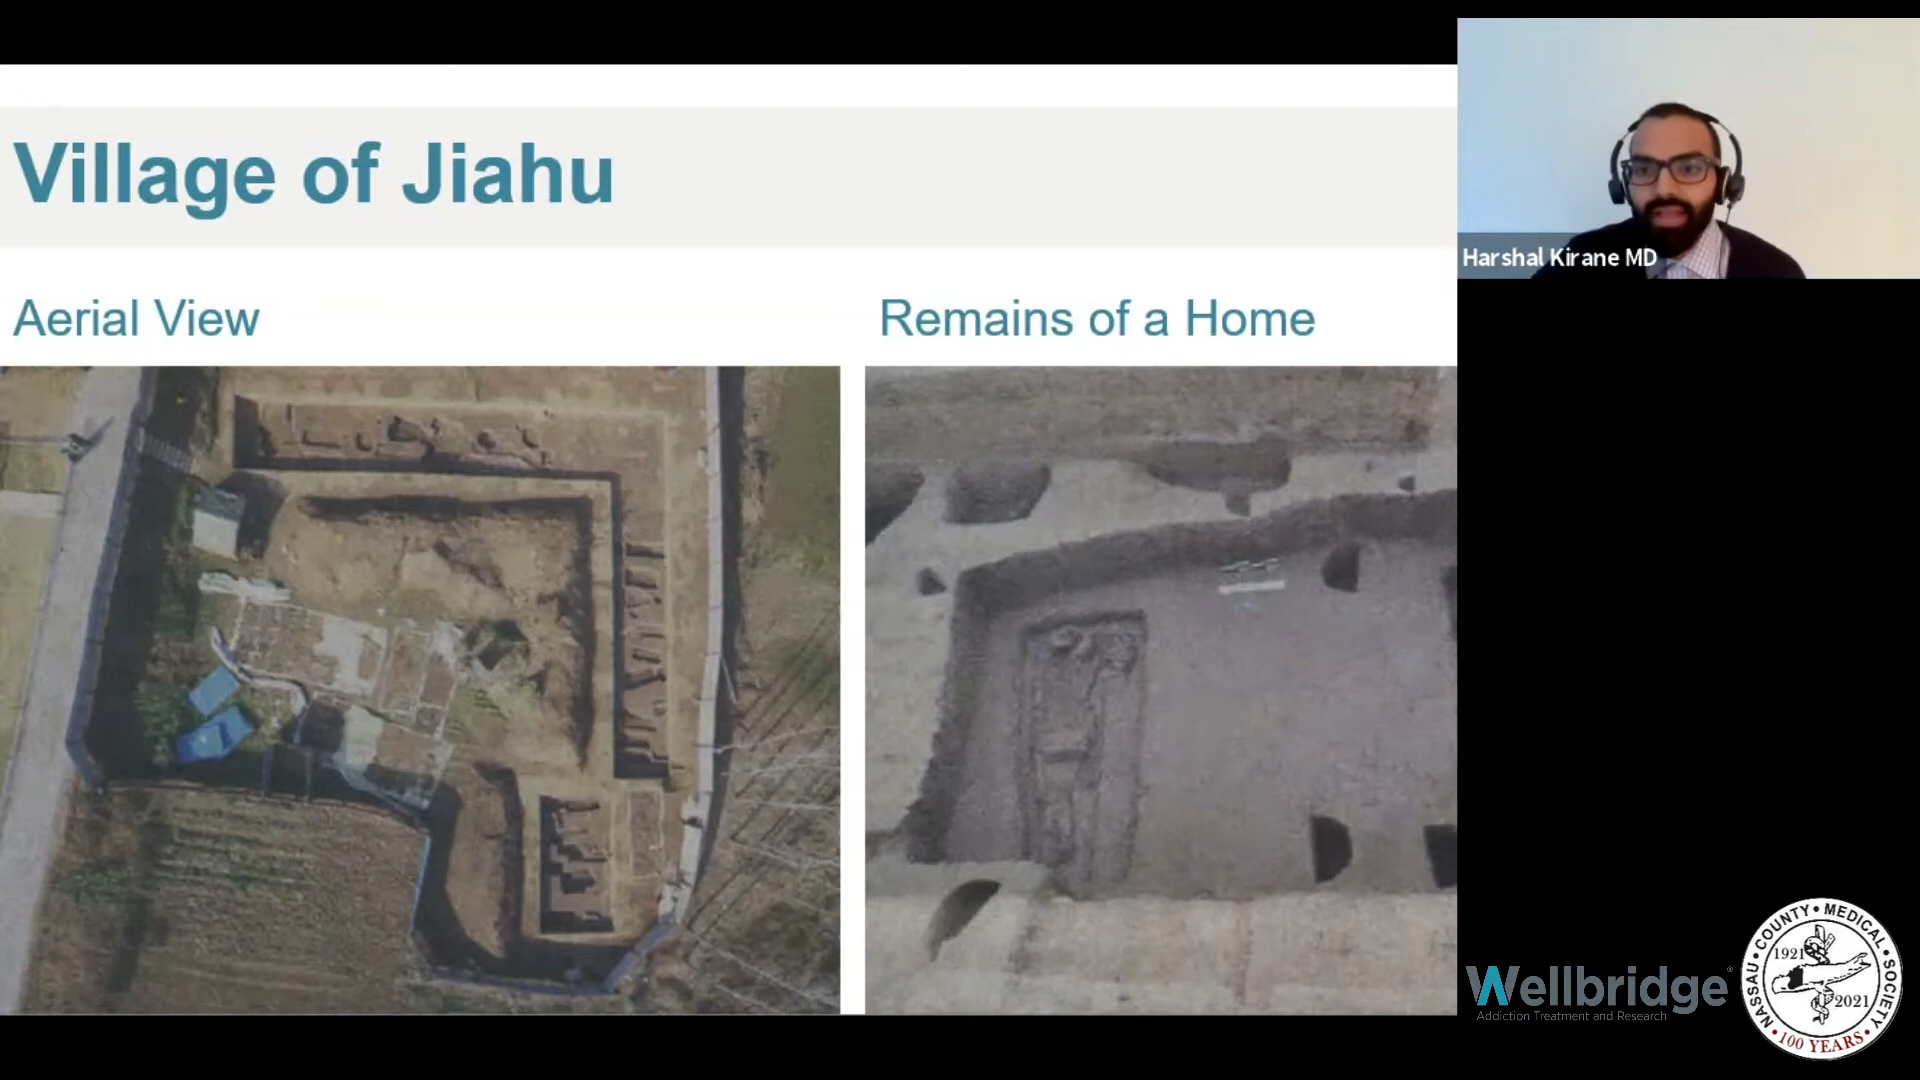 Village of Jiahu
Aerial View
Remains of a Home
Harshal Kirane MD
Wellbridge
Addiction Treatment and Research
NASSAU • COUNTY • MEDICAL • SOCIETY
1921
2021
• 100 YEARS •